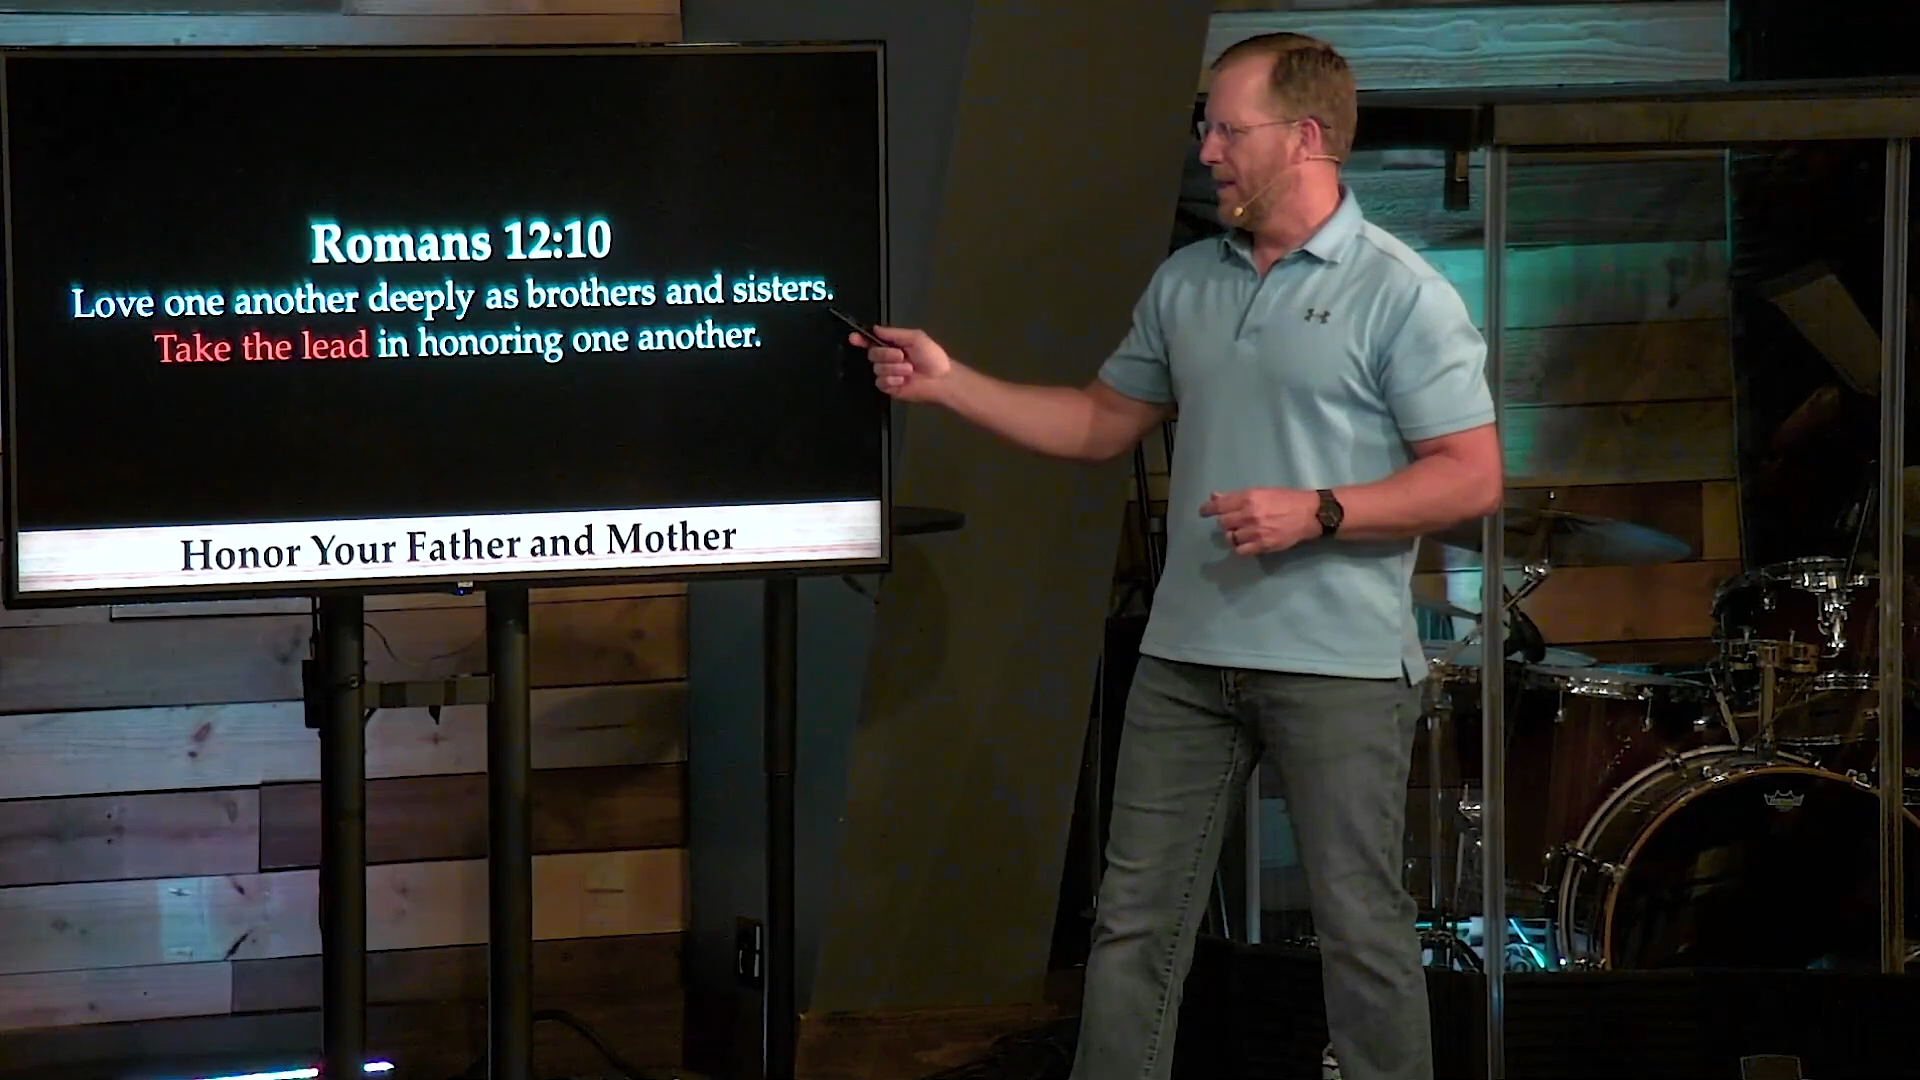 Romans 12:10
Love one another deeply as brothers and sisters.
Take the lead in honoring one another.
Honor Your Father and Mother